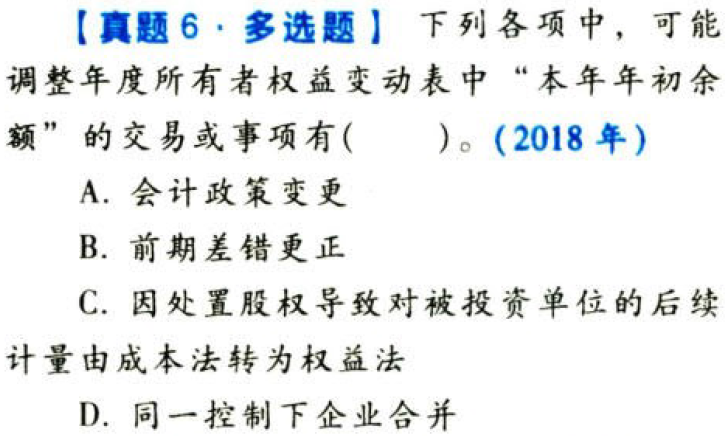 【真题6·多选题】 下列各项中，可能
调整年度所有者权益变动表中“本年年初余
额”的交易或事项有(　　)。(2018年)
A. 会计政策变更
B. 前期差错更正
C. 因处置股权导致对被投资单位的后续
计量由成本法转为权益法
D. 同一控制下企业合并